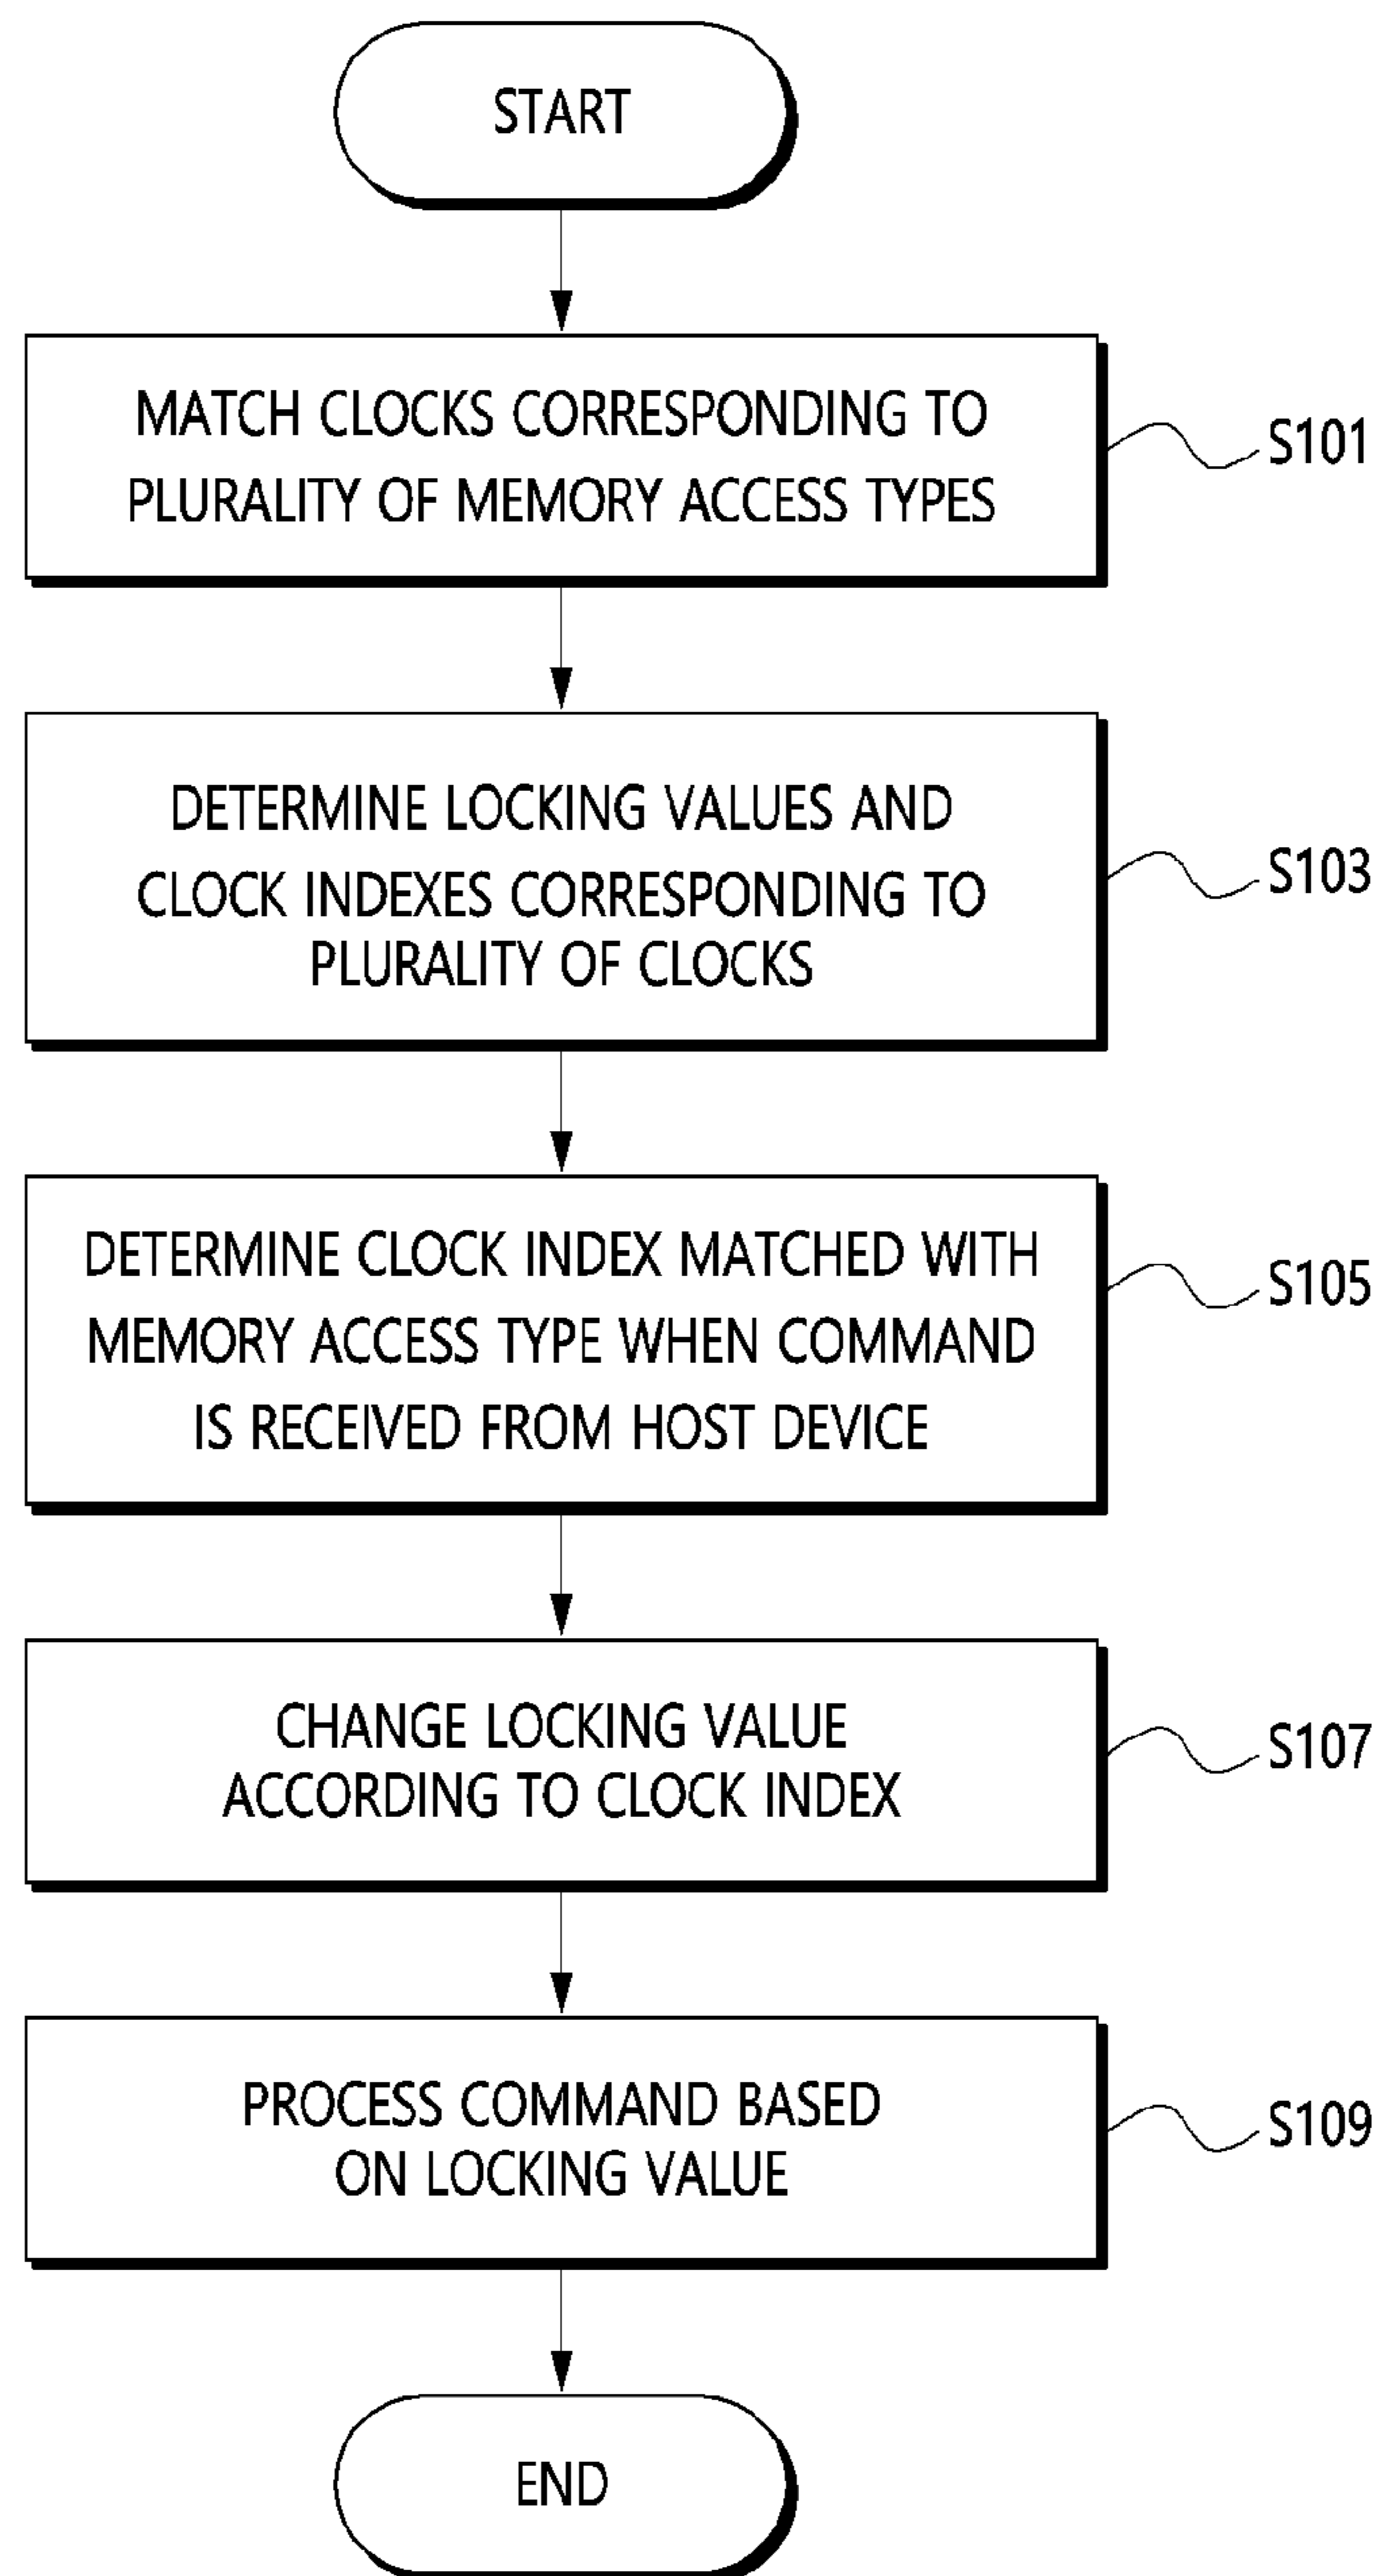 START
MATCH CLOCKS CORRESPONDING TO
PLURALITY OF MEMORY ACCESS TYPES
S101
DETERMINE LOCKING VALUES AND
CLOCK INDEXES CORRESPONDING TO
PLURALITY OF CLOCKS
S103
DETERMINE CLOCK INDEX MATCHED WITH
MEMORY ACCESS TYPE WHEN COMMAND
IS RECEIVED FROM HOST DEVICE
S105
CHANGE LOCKING VALUE
ACCORDING TO CLOCK INDEX
S107
PROCESS COMMAND BASED
ON LOCKING VALUE
S109
END